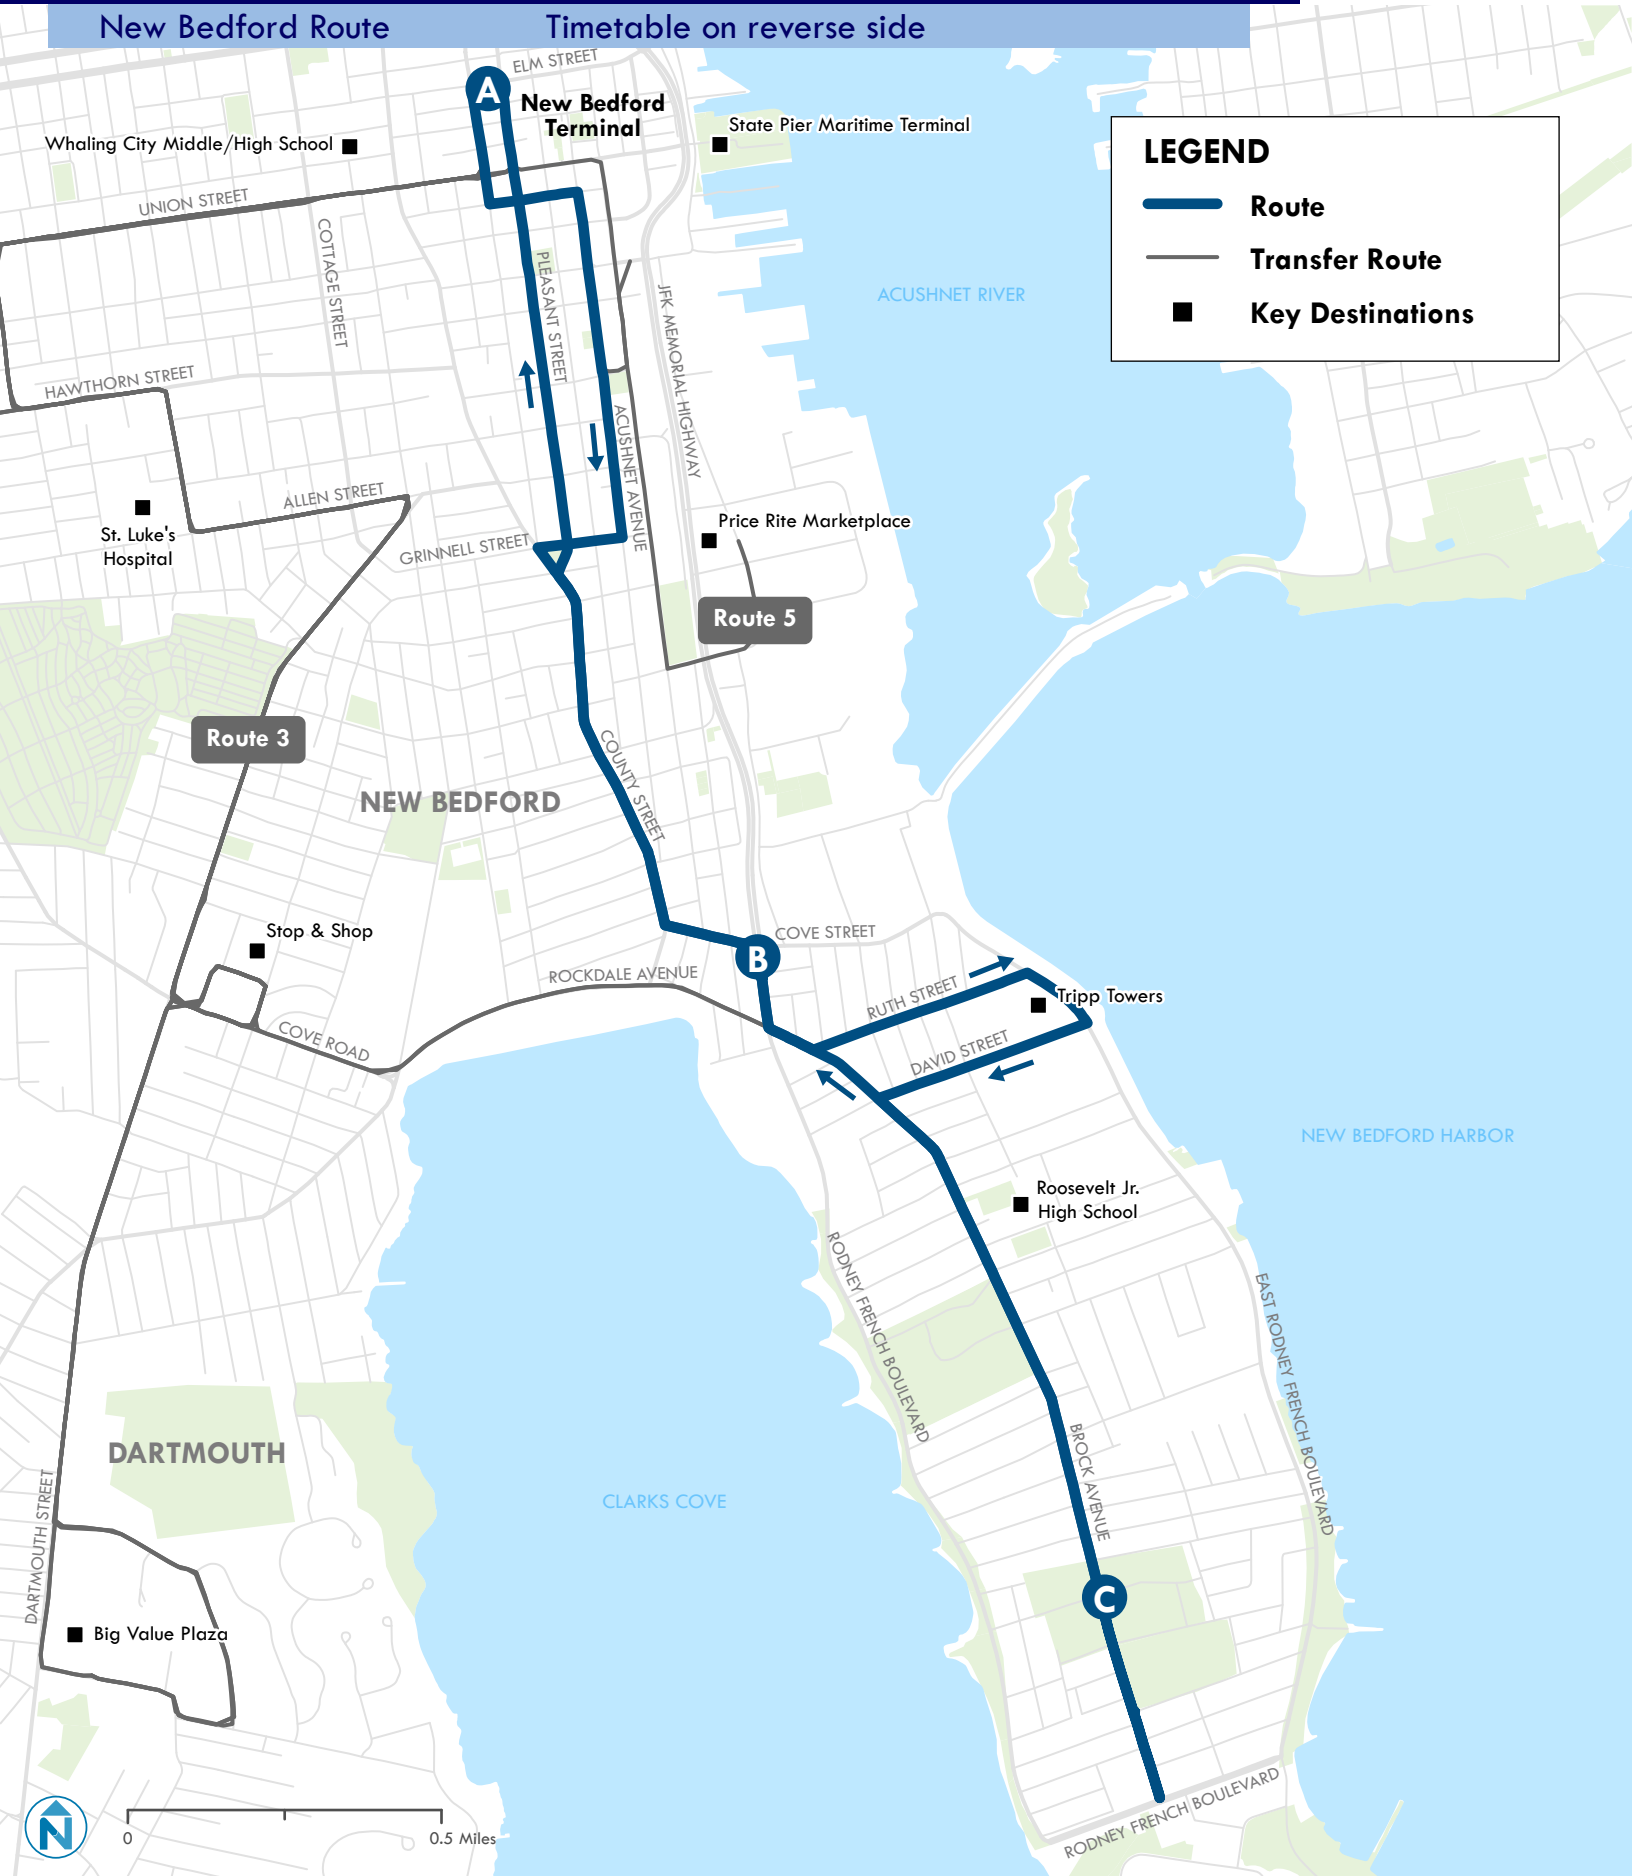 New Bedford Route
Timetable on reverse side
ELM STREET
A
New Bedford
Terminal
State Pier Maritime Terminal
Whaling City Middle/High School
LEGEND
Route
Transfer Route
Key Destinations
UNION STREET
COTTAGE STREET
PLEASANT STREET
JFK MEMORIAL HIGHWAY
ACUSHNET RIVER
HAWTHORN STREET
ACUSHNET AVENUE
ALLEN STREET
St. Luke's
Hospital
GRINNELL STREET
Price Rite Marketplace
Route 5
Route 3
COUNTY STREET
NEW BEDFORD
Stop & Shop
COVE STREET
B
ROCKDALE AVENUE
RUTH STREET
Tripp Towers
COVE ROAD
DAVID STREET
NEW BEDFORD HARBOR
Roosevelt Jr.
High School
RODNEY FRENCH BOULEVARD
EAST RODNEY FRENCH BOULEVARD
DARTMOUTH
BROCK AVENUE
CLARKS COVE
DARTMOUTH STREET
C
Big Value Plaza
RODNEY FRENCH BOULEVARD
N
0
0.5 Miles